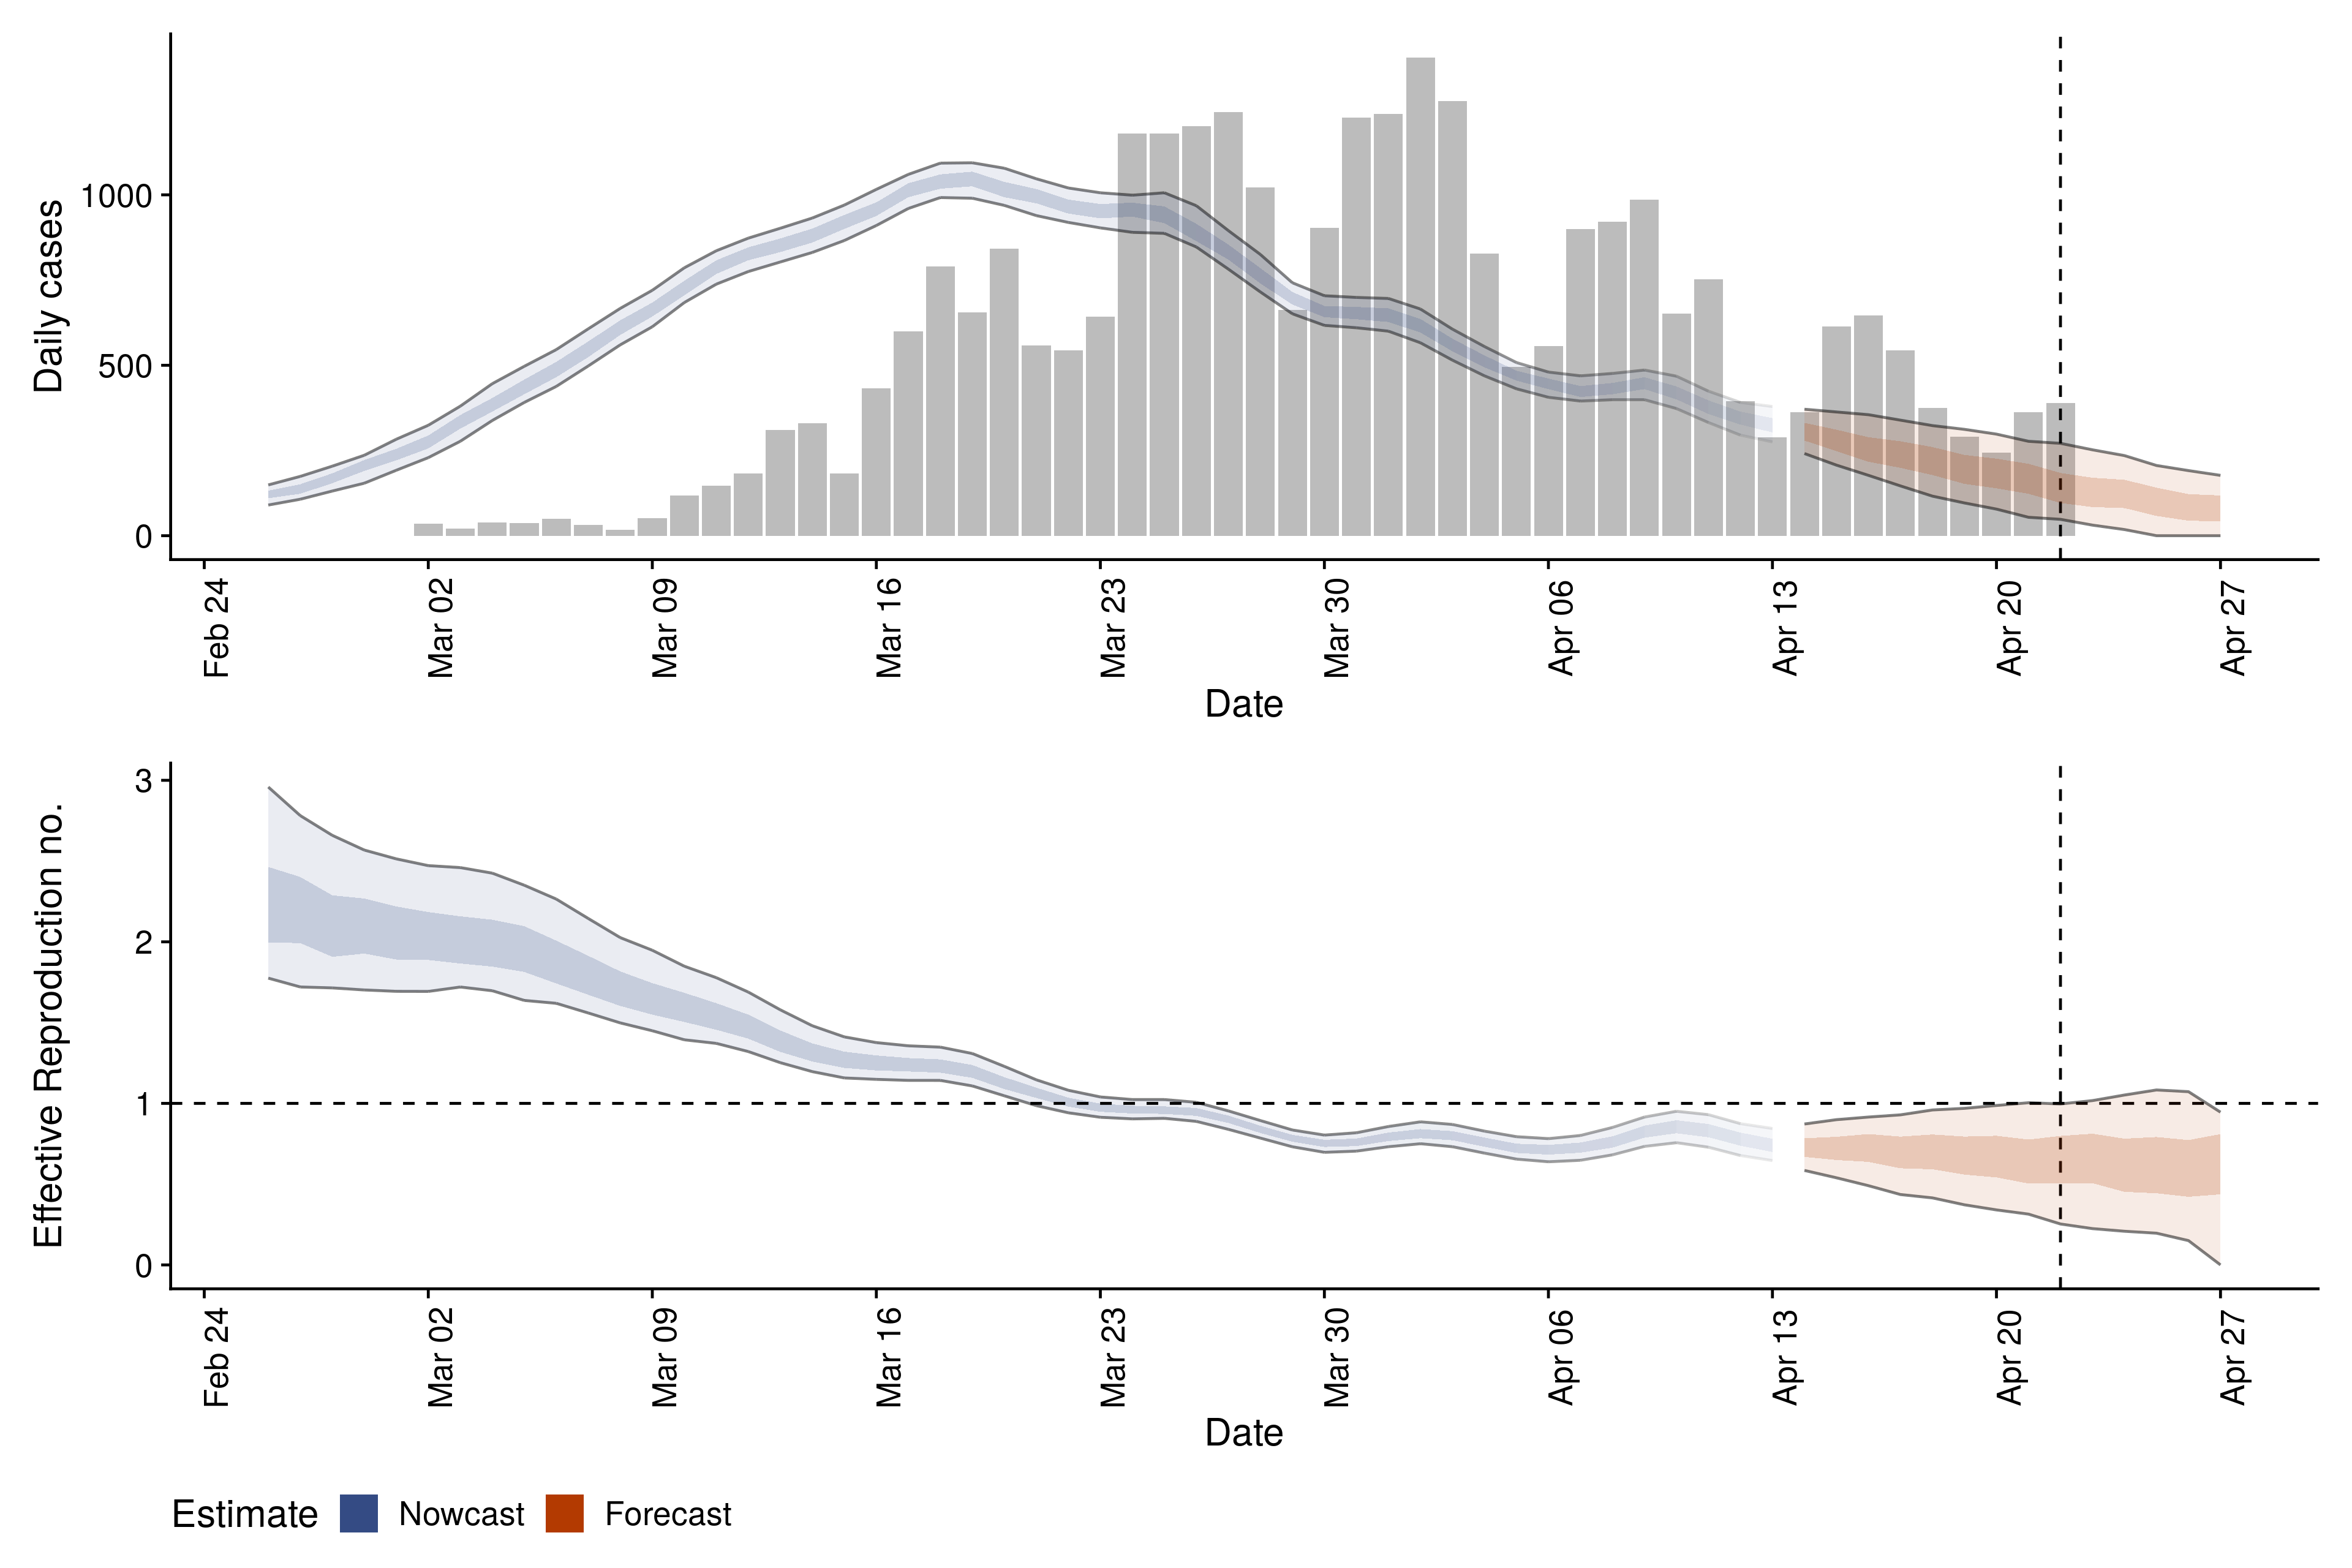 Daily cases
1000
500
0
Feb 24
Mar 02
Mar 09
Mar 16
Mar 23
Mar 30
Apr 06
Apr 13
Apr 20
Apr 27
Date
Effective Reproduction no.
3
2
1
0
Feb 24
Mar 02
Mar 09
Mar 16
Mar 23
Mar 30
Apr 06
Apr 13
Apr 20
Apr 27
Date
Estimate Nowcast Forecast